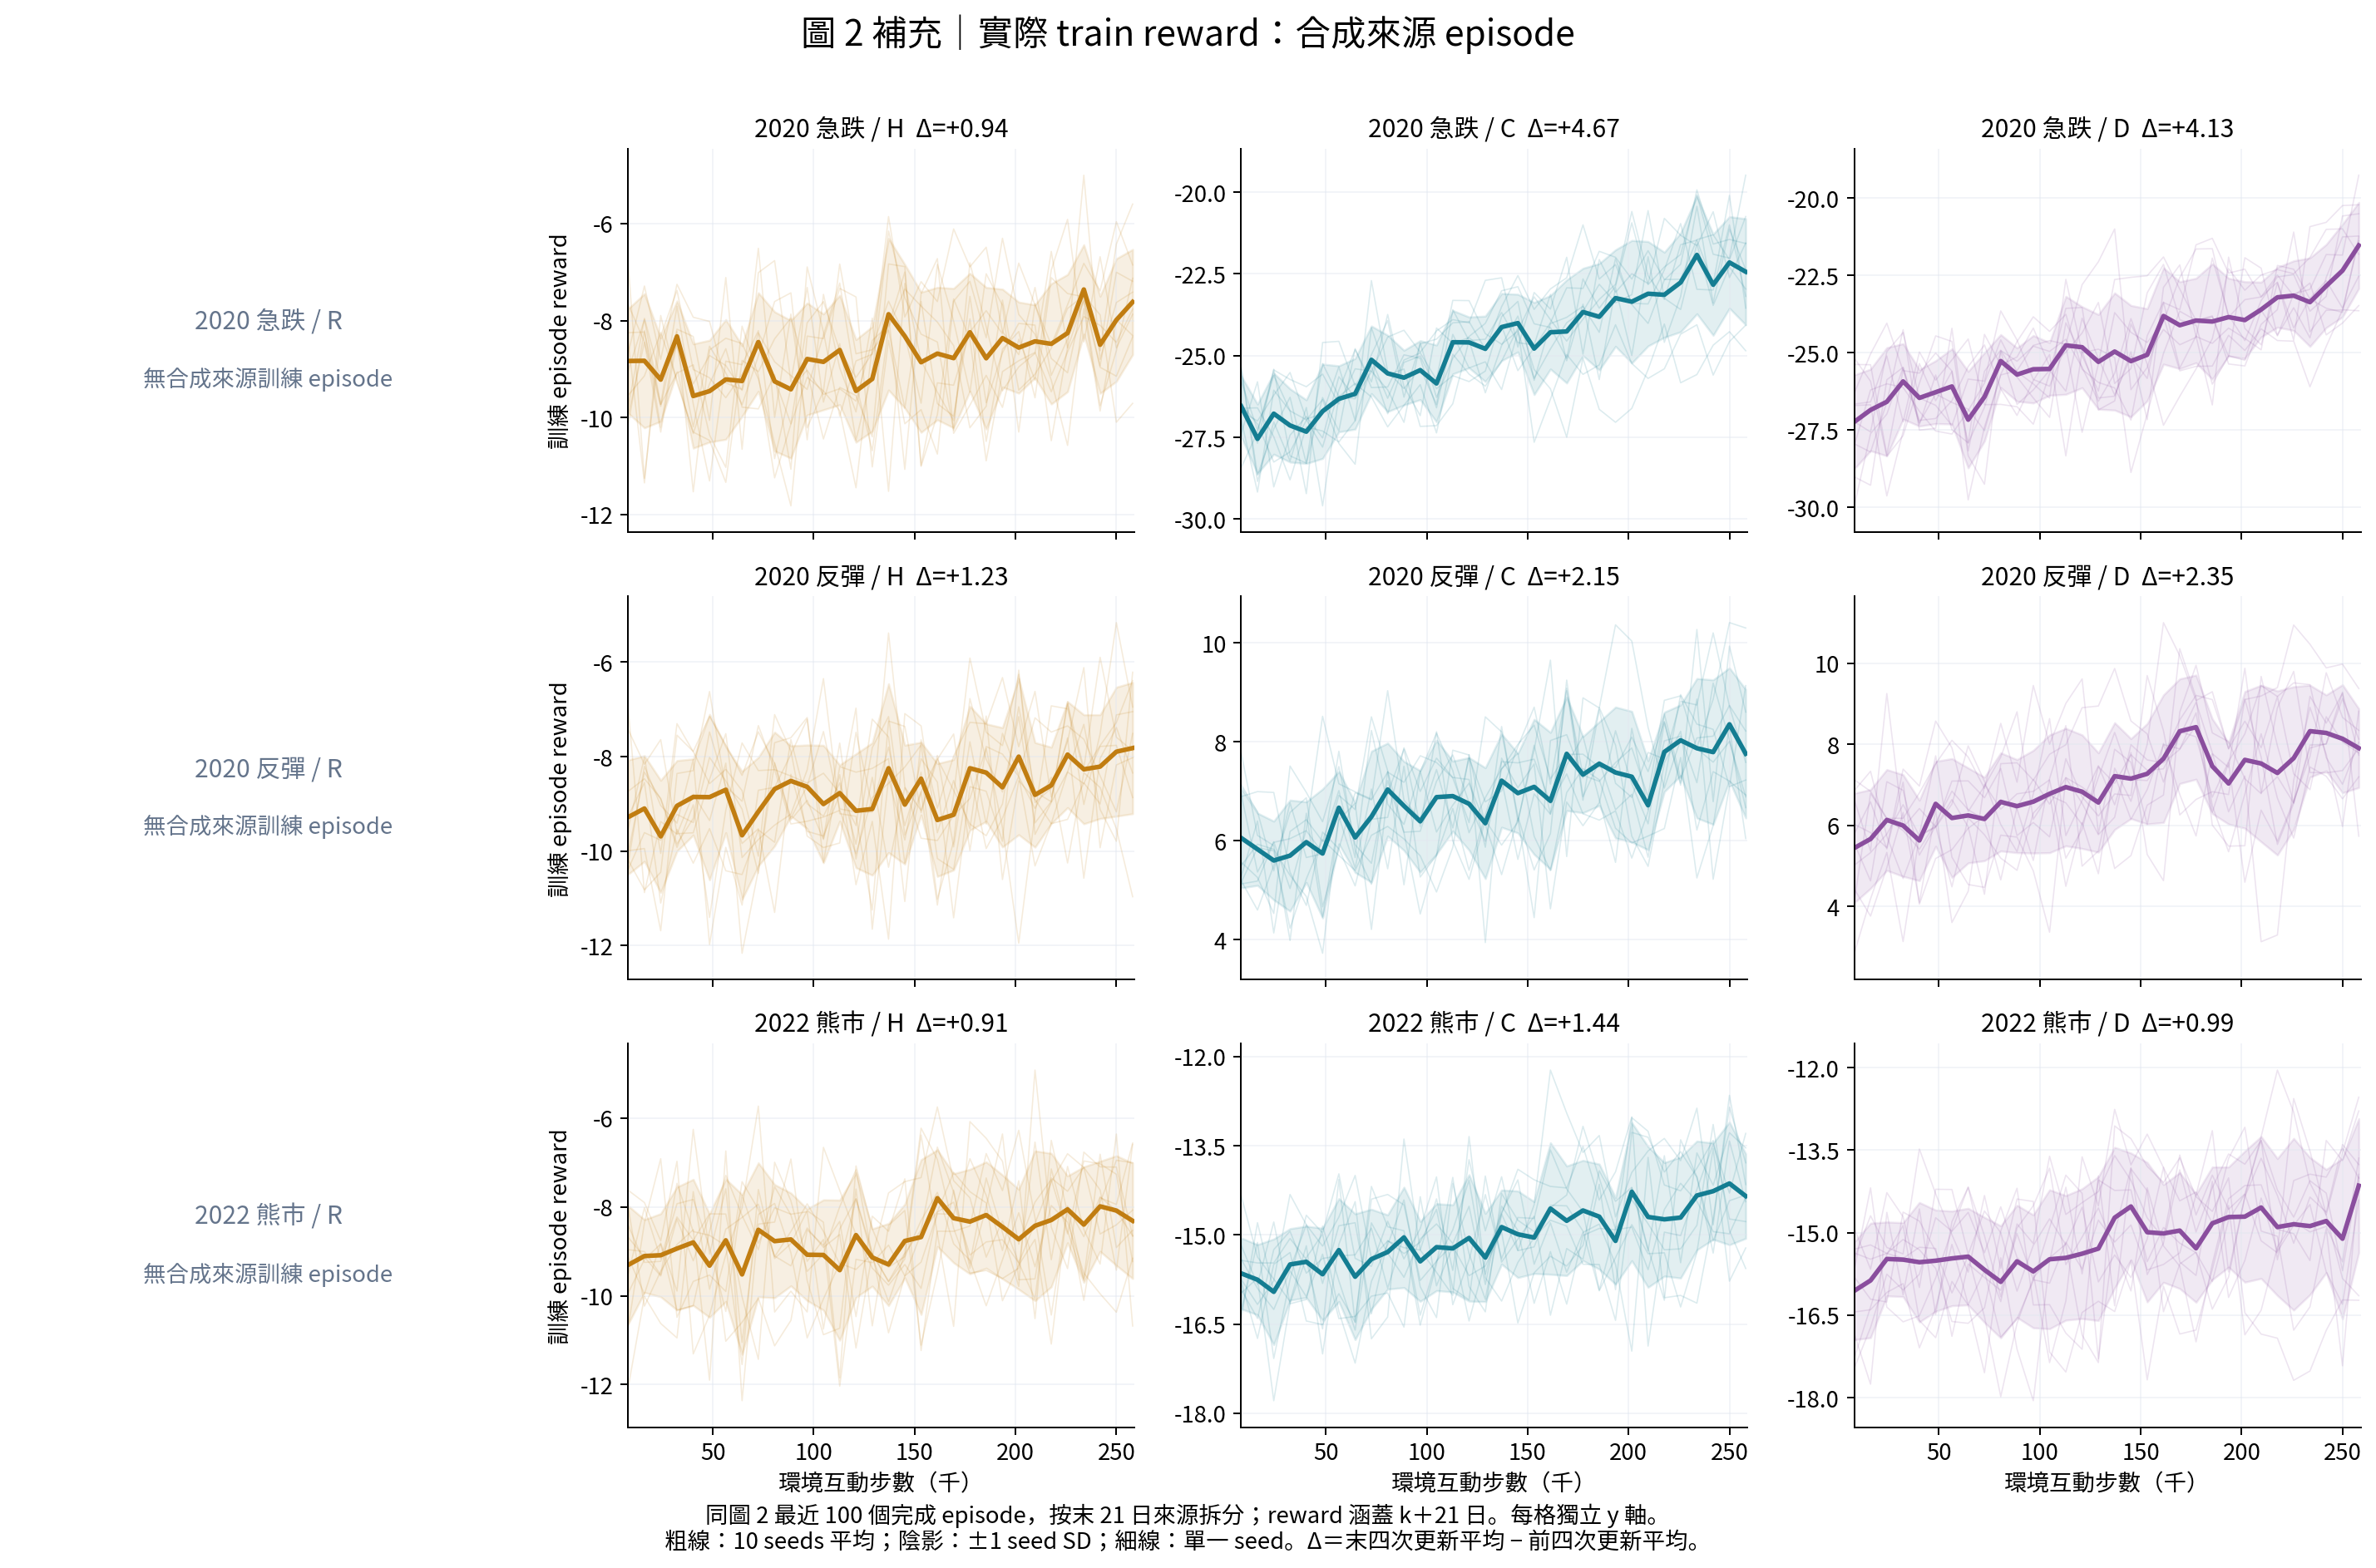 圖 2 補充｜實際 train reward：合成來源 episode
2020 急跌 / R
無合成來源訓練 episode
2020 急跌 / H  Δ=+0.94
訓練 episode reward
-6
-8
-10
-12
2020 急跌 / C  Δ=+4.67
-20.0
-22.5
-25.0
-27.5
-30.0
2020 急跌 / D  Δ=+4.13
-20.0
-22.5
-25.0
-27.5
-30.0
2020 反彈 / R
無合成來源訓練 episode
2020 反彈 / H  Δ=+1.23
訓練 episode reward
-6
-8
-10
-12
2020 反彈 / C  Δ=+2.15
10
8
6
4
2020 反彈 / D  Δ=+2.35
10
8
6
4
2022 熊市 / R
無合成來源訓練 episode
2022 熊市 / H  Δ=+0.91
訓練 episode reward
-6
-8
-10
-12
50 100 150 200 250
環境互動步數（千）
2022 熊市 / C  Δ=+1.44
-12.0
-13.5
-15.0
-16.5
-18.0
50 100 150 200 250
環境互動步數（千）
2022 熊市 / D  Δ=+0.99
-12.0
-13.5
-15.0
-16.5
-18.0
50 100 150 200 250
環境互動步數（千）
同圖 2 最近 100 個完成 episode，按末 21 日來源拆分；reward 涵蓋 k＋21 日。每格獨立 y 軸。
粗線：10 seeds 平均；陰影：±1 seed SD；細線：單一 seed。Δ＝末四次更新平均 − 前四次更新平均。